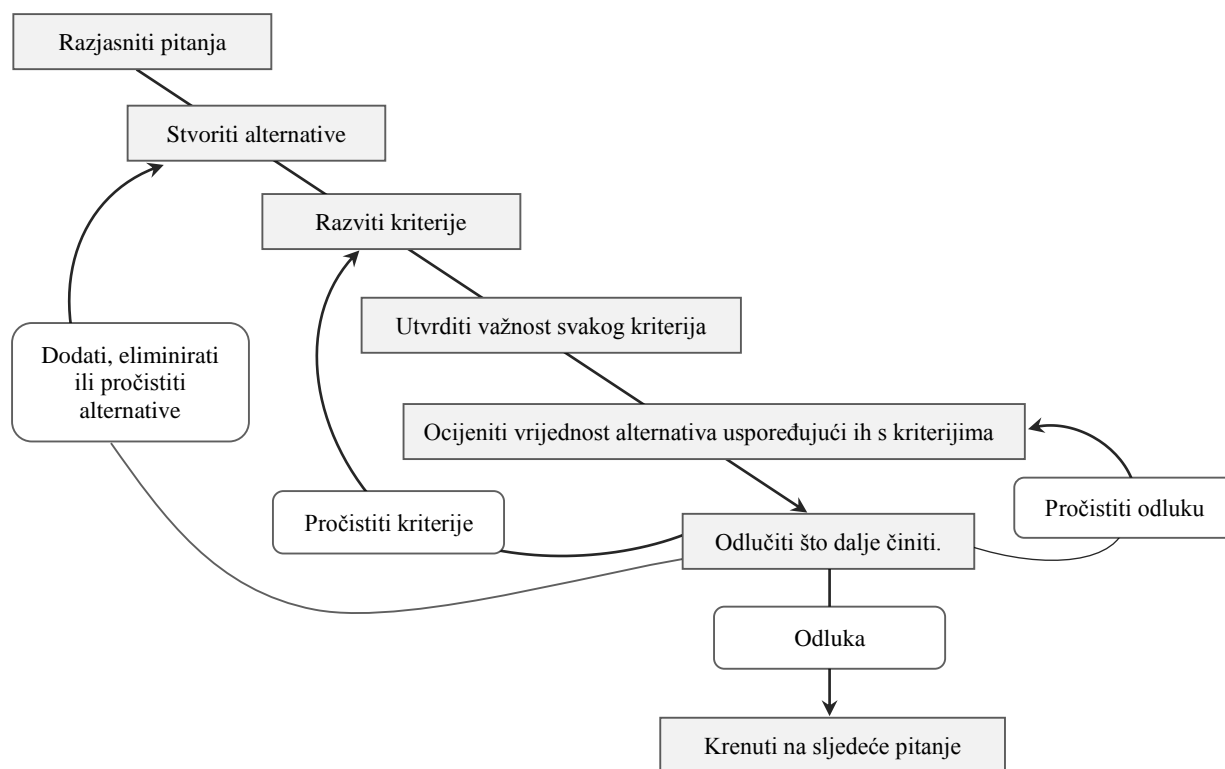 Razjasniti pitanja
Stvoriti alternative
Razviti kriterije
Utvrditi važnost svakog kriterija
Dodati, eliminirati
ili pročistiti
alternative
Ocijeniti vrijednost alternativa uspoređujući ih s kriterijima
Pročistiti kriterije
Pročistiti odluku
Odlučiti što dalje činiti.
Odluka
Krenuti na sljedeće pitanje